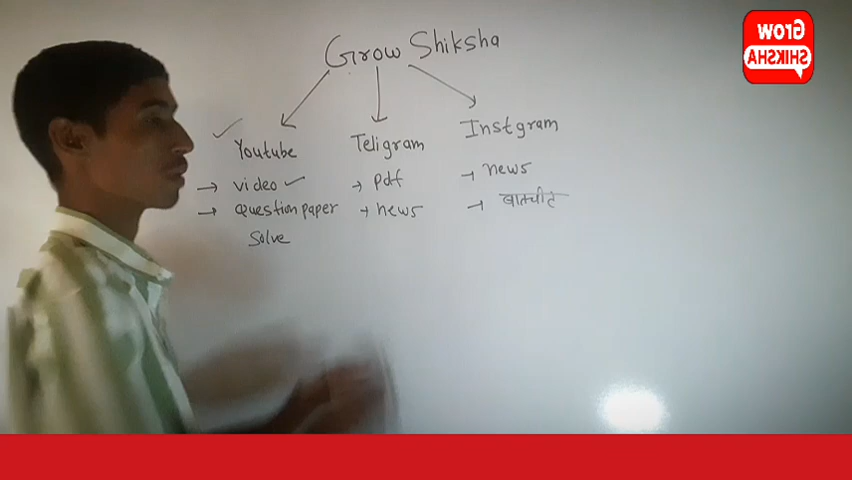 Grow Shiksha
Youtube Teligram Instgram
→ video ✓ → pdf → news
→ question paper → news → बातचीत
solve
Grow
SHIKSHA